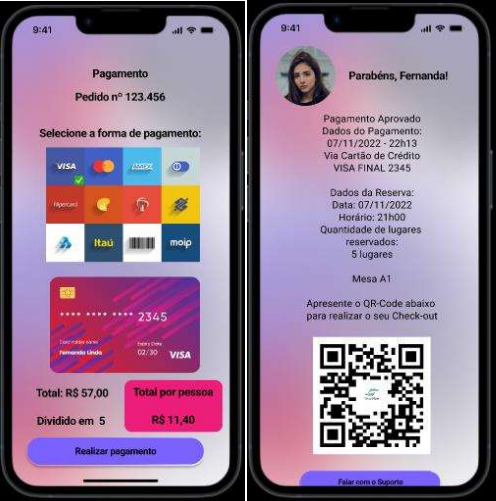 9:41
Pagamento
Pedido nº 123.456
Selecione a forma de pagamento:
VISA
AMEX
Hipercard
Itaú
moip
2345
Card holder name
Fernanda Linda
Expiry Date
02/30
VISA
Total: R$ 57,00
Dividido em 5
Total por pessoa
R$ 11,40
Realizar pagamento
9:41
Parabéns, Fernanda!
Pagamento Aprovado
Dados do Pagamento:
07/11/2022 - 22h13
Via Cartão de Crédito
VISA FINAL 2345
Dados da Reserva:
Data: 07/11/2022
Horário: 21h00
Quantidade de lugares
reservados:
5 lugares
Mesa A1
Apresente o QR-Code abaixo
para realizar o seu Check-out
Falar com o Suporte